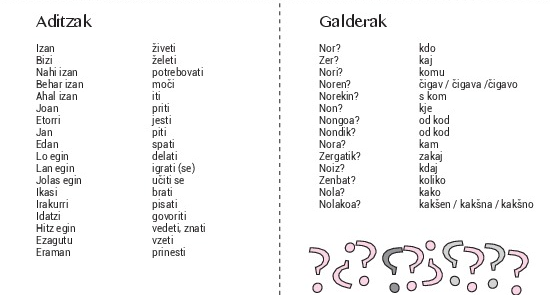 Aditzak
Izan živeti
Bizi želeti
Nahi izan potrebovati
Behar izan moči
Ahal izan iti
Joan priti
Etorri jesti
Jan piti
Edan spati
Lo egin delati
Lan egin igrati (se)
Jolas egin učiti se
Ikasi brati
Irakurri pisati
Idatzi govoriti
Hitz egin vedeti, znati
Ezagutu vzeti
Eraman prinesti
Galderak
Nor? kdo
Zer? kaj
Nori? komu
Noren? čigav / čigava /čigavo
Norekin? s kom
Non? kje
Nongoa? od kod
Nondik? od kod
Nora? kam
Zergatik? zakaj
Noiz? kdaj
Zenbat? koliko
Nola? kako
Nolakoa? kakšen / kakšna / kakšno